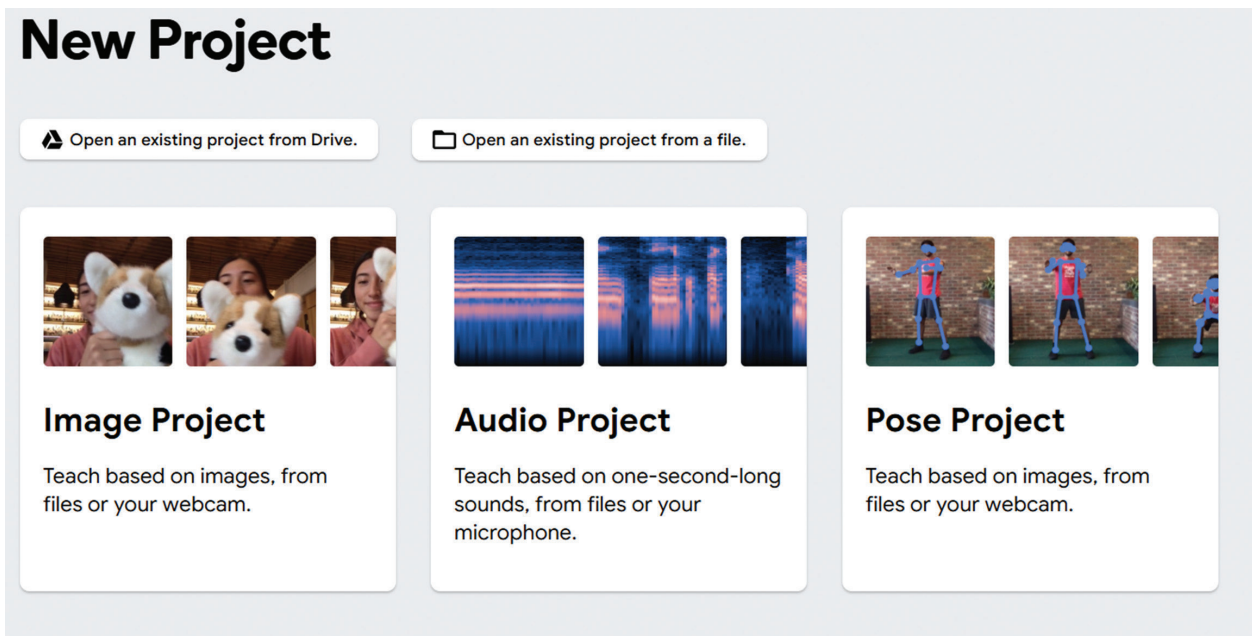 New Project
Open an existing project from Drive.
Open an existing project from a file.
Image Project
Teach based on images, from
files or your webcam.
Audio Project
Teach based on one-second-long
sounds, from files or your
microphone.
Pose Project
Teach based on images, from
files or your webcam.